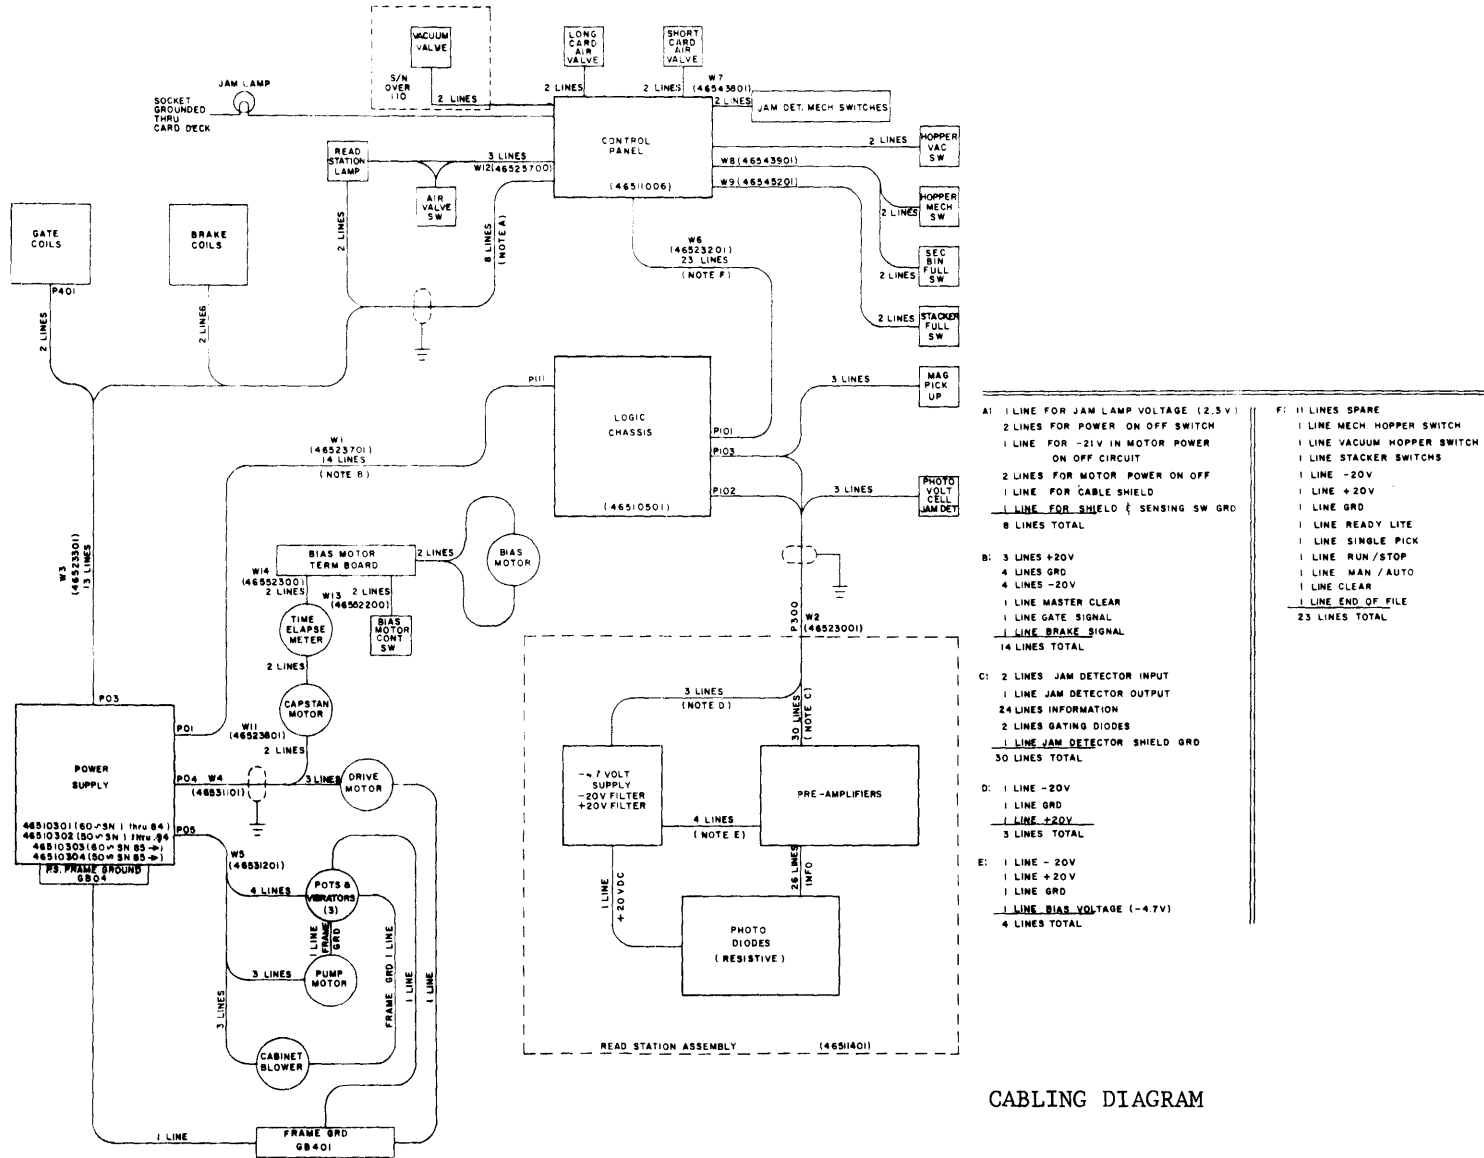 VACUUM
VALVE
S/N
OVER
110
2 LINES
LONG
CARD
AIR
VALVE
SHORT
CARD
AIR
VALVE
2 LINES
2 LINES
W7
(46543801)
2 LINES
JAM DET. MECH SWITCHES
JAM LAMP
SOCKET
GROUNDED
THRU
CARD DECK
CONTROL
PANEL
(46511006)
2 LINES
HOPPER
VAC
SW
READ
STATION
LAMP
3 LINES
W12(46525700)
AIR
VALVE
SW
W8(46543901)
W9(46545201)
2 LINES
HOPPER
MECH
SW
2 LINES
SEC
BIN
FULL
SW
2 LINES
STACKER
FULL
SW
GATE
COILS
P401
2 LINES
BRAKE
COILS
2 LINES
2 LINES
8 LINES
(NOTE A)
W6
(46523201)
23 LINES
(NOTE F)
P111
LOGIC
CHASSIS
(46510501)
P101
P103
P102
3 LINES
MAG
PICK
UP
3 LINES
PHOTO
VOLT
CELL
JAM DET
W1
(46523701)
14 LINES
(NOTE B)
W3
(46523301)
13 LINES
BIAS MOTOR
TERM BOARD
2 LINES
BIAS
MOTOR
W14
(46552300)
2 LINES
W13
2 LINES
(46552200)
TIME
ELAPSE
METER
BIAS
MOTOR
CONT
SW
2 LINES
CAPSTAN
MOTOR
W11
(46523801)
2 LINES
P03
P01
POWER
SUPPLY
P04
W4
(46531101)
3 LINES
DRIVE
MOTOR
P05
46510301 (60~SN 1 thru 84)
46510302 (50~SN 1 thru 84
46510303 (60~SN 85→)
46510304 (50~SN 85→)
P.S. FRAME GROUND
GB04
W5
(46531201)
4 LINES
POTS &
VIBRATORS
(3)
1 LINE
FRAME
GRD
3 LINES
PUMP
MOTOR
3 LINES
CABINET
BLOWER
FRAME GRD 1 LINE
1 LINE
1 LINE
1 LINE
FRAME GRD
GB401
P300
W2
(46523001)
3 LINES
(NOTE D)
30 LINES
(NOTE C)
-4.7 VOLT
SUPPLY
-20V FILTER
+20V FILTER
PRE-AMPLIFIERS
4 LINES
(NOTE E)
1 LINE
+20VDC
26 LINES
INFO
PHOTO
DIODES
(RESISTIVE)
READ STATION ASSEMBLY (46511401)
A: 1 LINE FOR JAM LAMP VOLTAGE (2.5V)
2 LINES FOR POWER ON OFF SWITCH
1 LINE FOR -21V IN MOTOR POWER
ON OFF CIRCUIT
2 LINES FOR MOTOR POWER ON OFF
1 LINE FOR CABLE SHIELD
1 LINE FOR SHIELD & SENSING SW GRD
8 LINES TOTAL
B: 3 LINES +20V
4 LINES GRD
4 LINES -20V
1 LINE MASTER CLEAR
1 LINE GATE SIGNAL
1 LINE BRAKE SIGNAL
14 LINES TOTAL
C: 2 LINES JAM DETECTOR INPUT
1 LINE JAM DETECTOR OUTPUT
24 LINES INFORMATION
2 LINES GATING DIODES
1 LINE JAM DETECTOR SHIELD GRD
30 LINES TOTAL
D: 1 LINE -20V
1 LINE GRD
1 LINE +20V
3 LINES TOTAL
E: 1 LINE - 20V
1 LINE +20V
1 LINE GRD
1 LINE BIAS VOLTAGE (-4.7V)
4 LINES TOTAL
F: 11 LINES SPARE
1 LINE MECH. HOPPER SWITCH
1 LINE VACUUM HOPPER SWITCH
1 LINE STACKER SWITCHS
1 LINE -20V
1 LINE +20V
1 LINE GRD
1 LINE READY LITE
1 LINE SINGLE PICK
1 LINE RUN/STOP
1 LINE MAN / AUTO
1 LINE CLEAR
1 LINE END OF FILE
23 LINES TOTAL
CABLING DIAGRAM